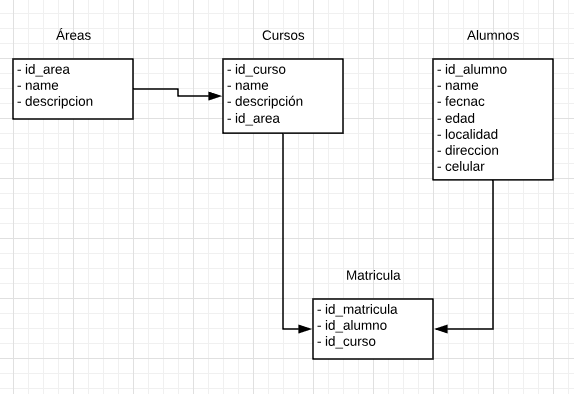 Áreas
- id_area
- name
- descripcion
Cursos
- id_curso
- name
- descripción
- id_area
Alumnos
- id_alumno
- name
- fecnac
- edad
- localidad
- direccion
- celular
Matricula
- id_matricula
- id_alumno
- id_curso